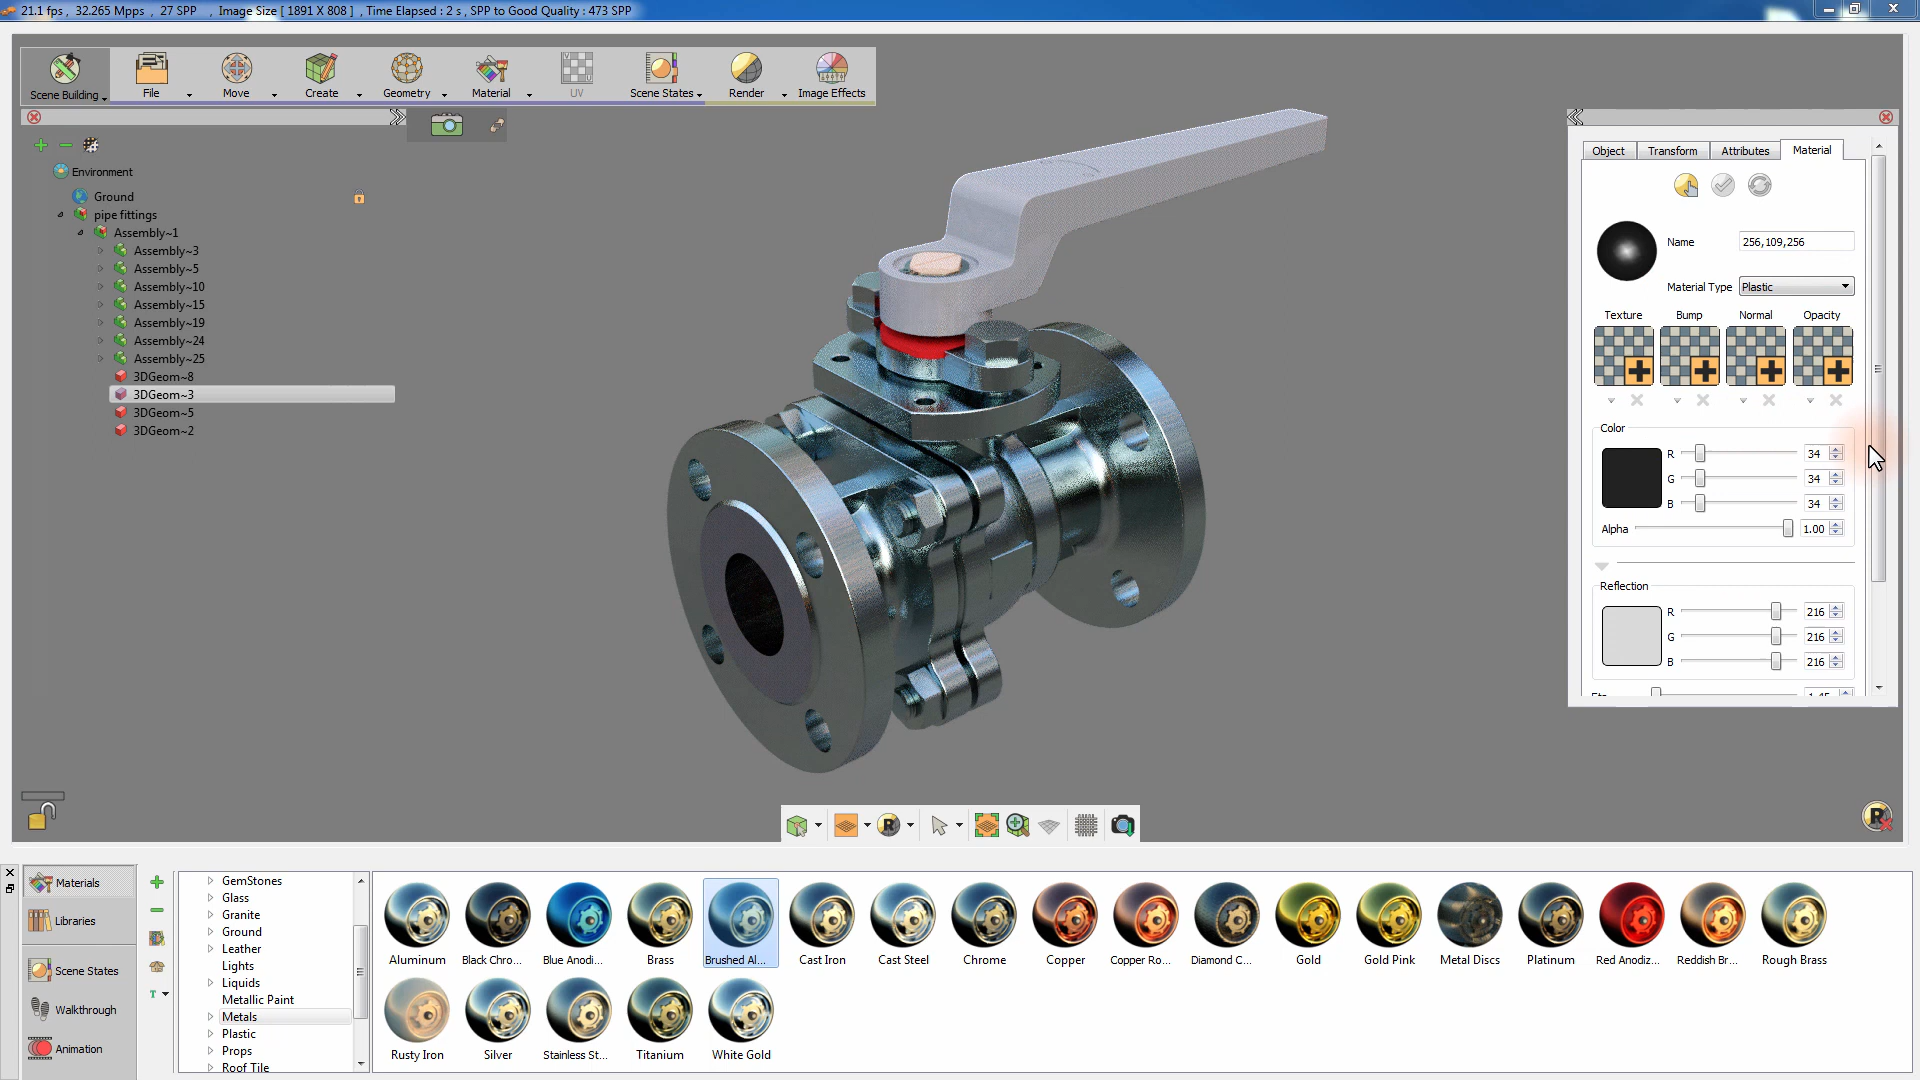 21.1 fps , 32.265 Mpps , 27 SPP , Image Size [ 1891 X 808 ] , Time Elapsed : 2 s , SPP to Good Quality : 473 SPP
Scene Building
File
Move
Create
Geometry
Material
UV
Scene States
Render
Image Effects
Environment
Ground
pipe fittings
Assembly~1
Assembly~3
Assembly~5
Assembly~10
Assembly~15
Assembly~19
Assembly~24
Assembly~25
3DGeom~8
3DGeom~3
3DGeom~5
3DGeom~2
Object Transform Attributes Material
Name 256,109,256
Material Type Plastic
Texture Bump Normal Opacity
Color
R 34
G 34
B 34
Alpha 1.00
Reflection
R 216
G 216
B 216
R
R
Materials
Libraries
Scene States
Walkthrough
Animation
T
GemStones
Glass
Granite
Ground
Leather
Lights
Liquids
Metallic Paint
Metals
Plastic
Props
Roof Tile
Aluminum Black Chro... Blue Anodi... Brass Brushed Al... Cast Iron Cast Steel Chrome Copper Copper Ro... Diamond C... Gold Gold Pink Metal Discs Platinum Red Anodiz... Reddish Br... Rough Brass
Rusty Iron Silver Stainless St... Titanium White Gold